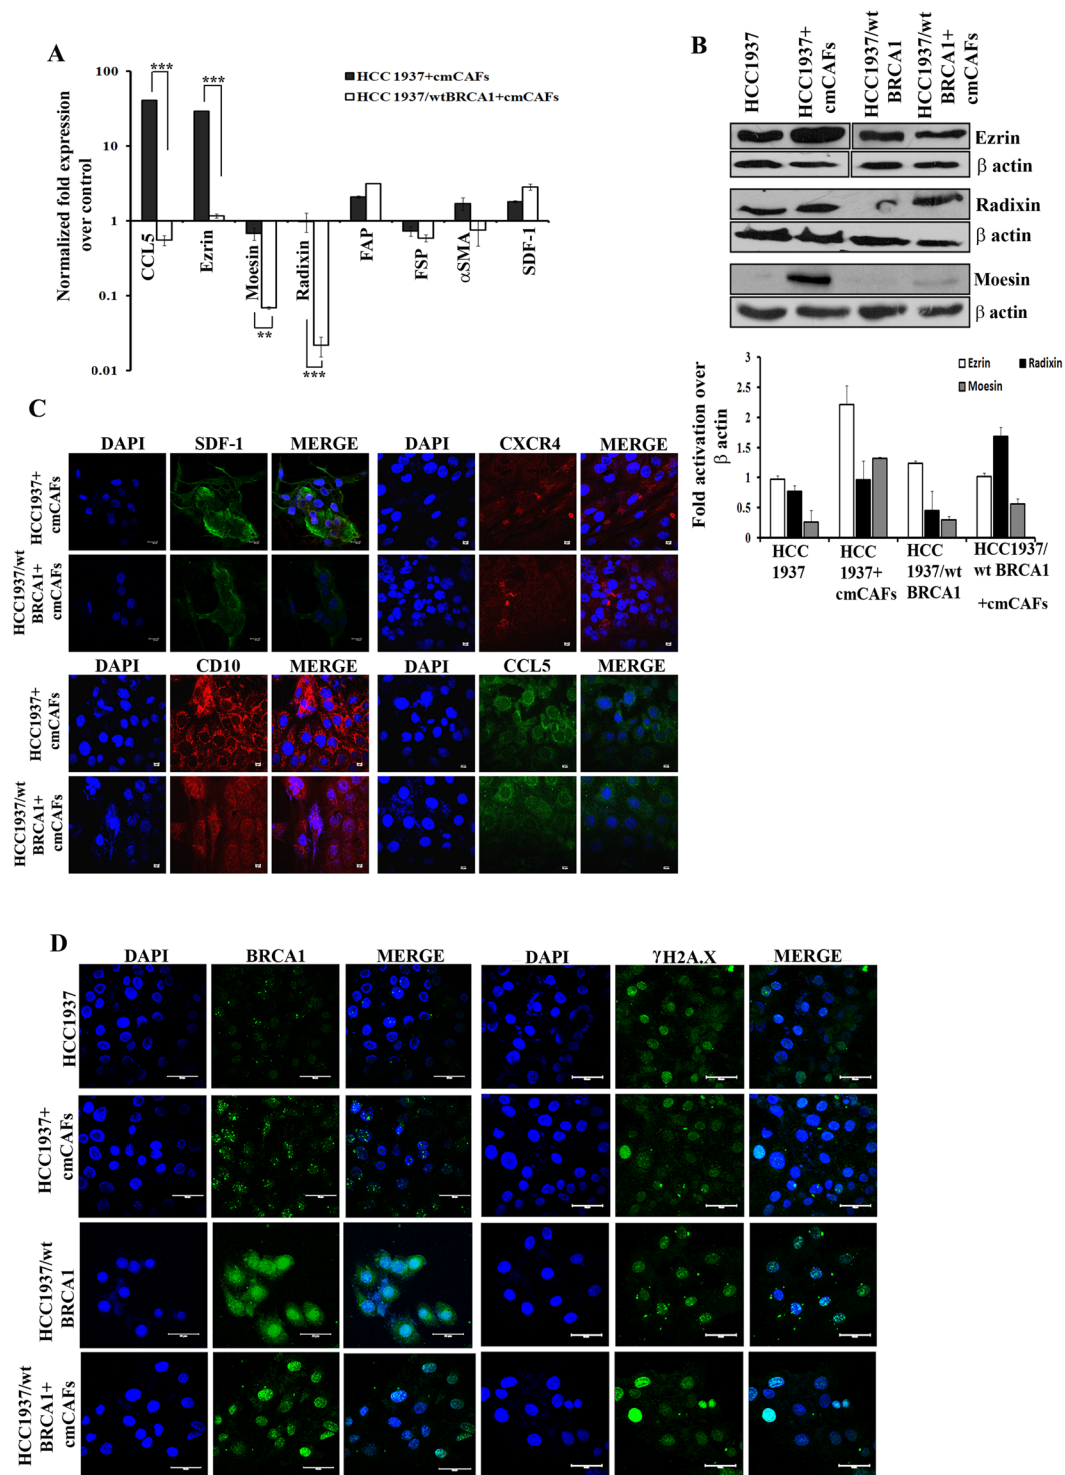 A
100
10
1
0.1
0.01
Normalized fold expression
over control
HCC 1937+cmCAFs
HCC 1937/wtBRCA1+cmCAFs
***
***
**
***
CCL5
Ezrin
Moesin
Radixin
FAP
FSP
αSMA
SDF-1
B
HCC1937
HCC1937+
cmCAFs
HCC1937/wt
BRCA1
HCC1937/wt
BRCA1+
cmCAFs
Ezrin
β actin
Radixin
β actin
Moesin
β actin
Fold activation over
β actin
3
2.5
2
1.5
1
0.5
0
Ezrin
Radixin
Moesin
HCC
1937
HCC
1937+
cmCAFs
HCC
1937/wt
BRCA1
HCC1937/
wt BRCA1
+cmCAFs
C
DAPI SDF-1 MERGE DAPI CXCR4 MERGE
HCC1937+
cmCAFs
HCC1937/wt
BRCA1+
cmCAFs
DAPI CD10 MERGE DAPI CCL5 MERGE
HCC1937+
cmCAFs
HCC1937/wt
BRCA1+
cmCAFs
D
DAPI BRCA1 MERGE DAPI γH2A.X MERGE
HCC1937
HCC1937+
cmCAFs
HCC1937/wt
BRCA1
HCC1937/wt
BRCA1+
cmCAFs